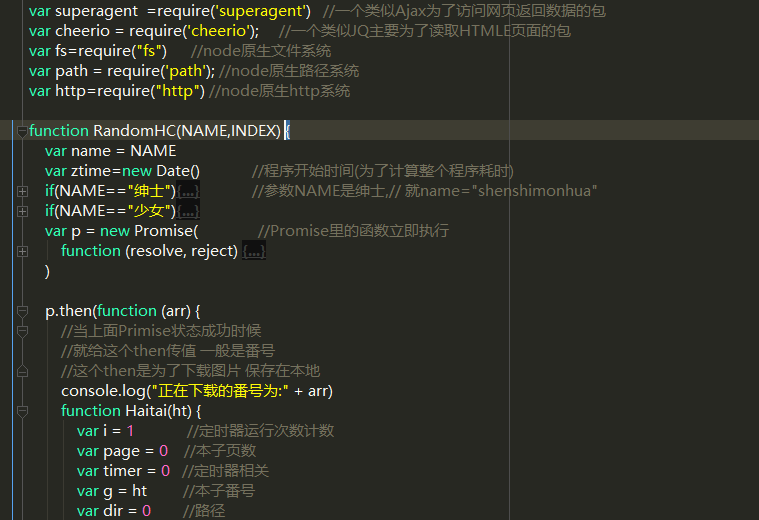 var superagent  =require('superagent')   //一个类似Ajax为了访问网页返回数据的包
var cheerio = require('cheerio');     //一个类似JQ主要为了读取HTMLE页面的包
var fs=require("fs")      //node原生文件系统
var path = require('path'); //node原生路径系统
var http=require("http") //node原生http系统
function RandomHC(NAME,INDEX) {
var name = NAME
var ztime=new Date()             //程序开始时间(为了计算整个程序耗时)
if(NAME=="绅士"){...}             //参数NAME是绅士,// 就name="shenshimonhua"
if(NAME=="少女"){...}
var p = new Promise(               //Promise里的函数立即执行
function (resolve, reject) {...}
)
p.then(function (arr) {
//当上面Primise状态成功时候
//就给这个then传值 一般是番号
//这个then是为了下载图片 保存在本地
console.log("正在下载的番号为:" + arr)
function Haitai(ht) {
var i = 1              //定时器运行次数计数
var page = 0    //本子页数
var timer = 0   //定时器相关
var g = ht         //本子番号
var dir = 0        //路径